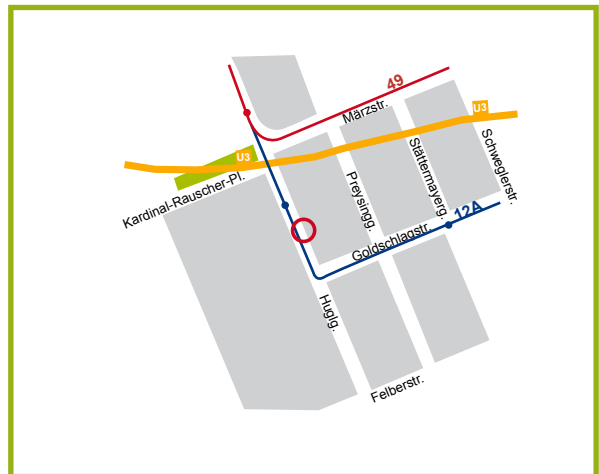 49
Märzstr.
U3
U3
Kardinal-Rauscher-Pl.
Preysingg.
Stättermayerg.
Schweglerstr.
12A
Goldschlagstr.
Huglg.
Felberstr.